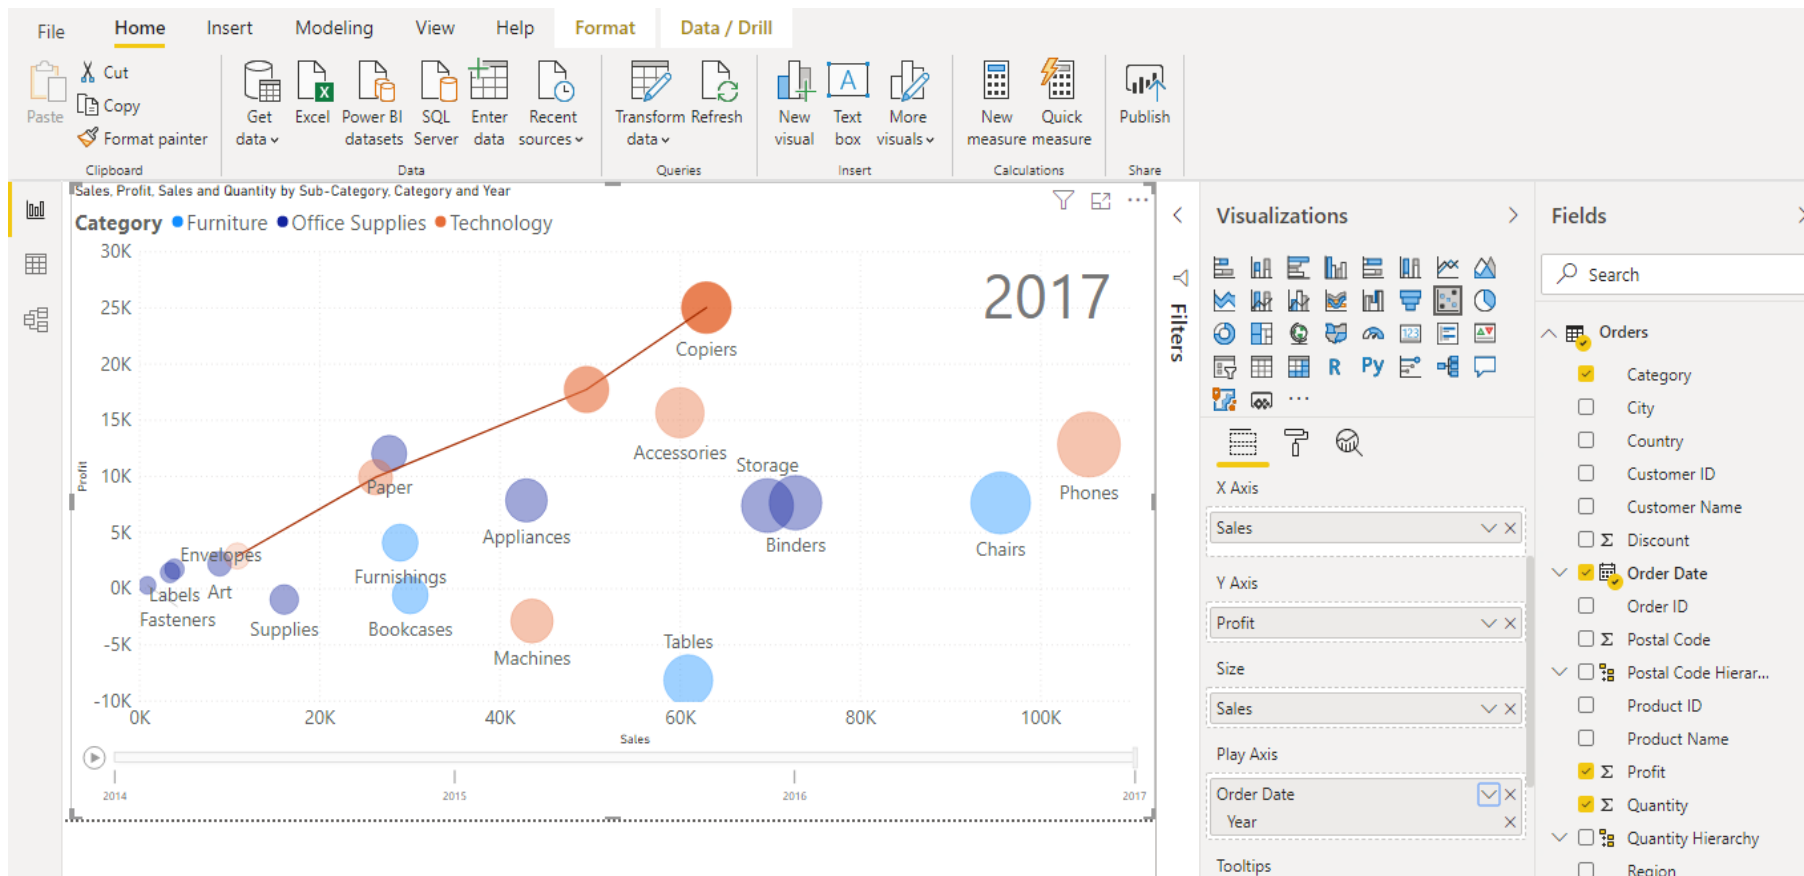 File Home Insert Modeling View Help Format Data / Drill
Paste
Cut
Copy
Format painter
Clipboard
Get data
Excel
Power BI datasets
SQL Server
Enter data
Recent sources
Data
Transform data
Refresh
Queries
New visual
Text box
More visuals
Insert
New measure
Quick measure
Calculations
Publish
Share
Sales, Profit, Sales and Quantity by Sub-Category, Category and Year
Category Furniture Office Supplies Technology
2017
30K
25K
20K
15K
10K
5K
0K
-5K
-10K
Profit
Copiers
Accessories
Storage
Paper
Phones
Appliances
Binders
Chairs
Envelopes
Furnishings
Labels
Art
Fasteners
Supplies
Bookcases
Tables
Machines
0K 20K 40K 60K 80K 100K
Sales
2014 2015 2016 2017
Filters
Visualizations
123
R
Py
X Axis
Sales
Y Axis
Profit
Size
Sales
Play Axis
Order Date
Year
Tooltips
Fields
Search
Orders
Category
City
Country
Customer ID
Customer Name
Σ Discount
Order Date
Order ID
Σ Postal Code
Postal Code Hierar...
Product ID
Product Name
Σ Profit
Σ Quantity
Quantity Hierarchy
Region